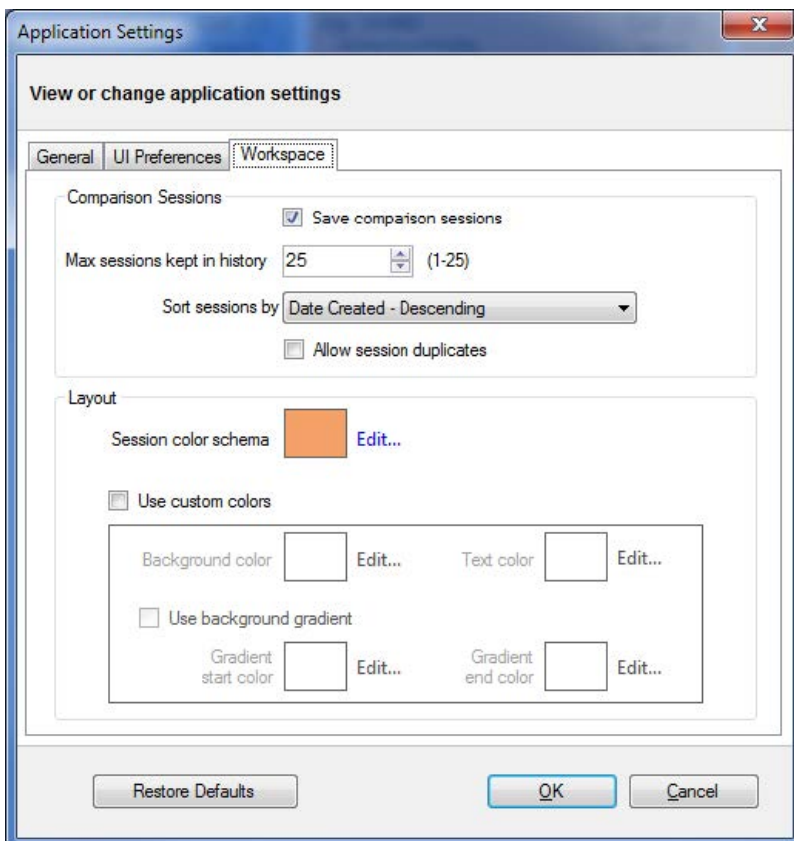 Application Settings
View or change application settings
General UI Preferences Workspace
Comparison Sessions
Save comparison sessions
Max sessions kept in history 25 (1-25)
Sort sessions by Date Created - Descending
Allow session duplicates
Layout
Session color schema Edit...
Use custom colors
Background color Edit... Text color Edit...
Use background gradient
Gradient
start color Edit... Gradient
end color Edit...
Restore Defaults OK Cancel